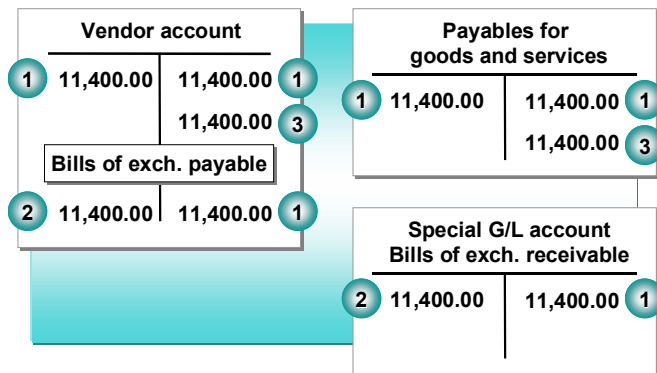 Vendor account
1 11,400.00 11,400.00 1
11,400.00 3
Bills of exch. payable
2 11,400.00 11,400.00 1
Payables for
goods and services
1 11,400.00 11,400.00 1
11,400.00 3
Special G/L account
Bills of exch. receivable
2 11,400.00 11,400.00 1